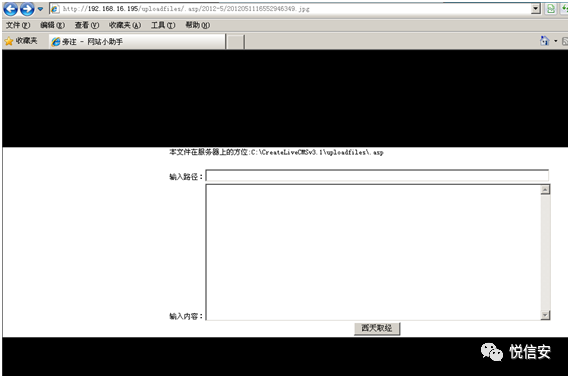 http://192.168.16.195/uploadfiles/.asp/2012-5/2012051116552946349.jpg
文件(F) 编辑(E) 查看(V) 收藏夹(A) 工具(T) 帮助(H)
收藏夹 旁注 - 网站小助手
本文件在服务器上的方位:C:\CreateLiveCMSv3.1\uploadfiles\.asp
输入路径:
输入内容:
西天取经
悦信安